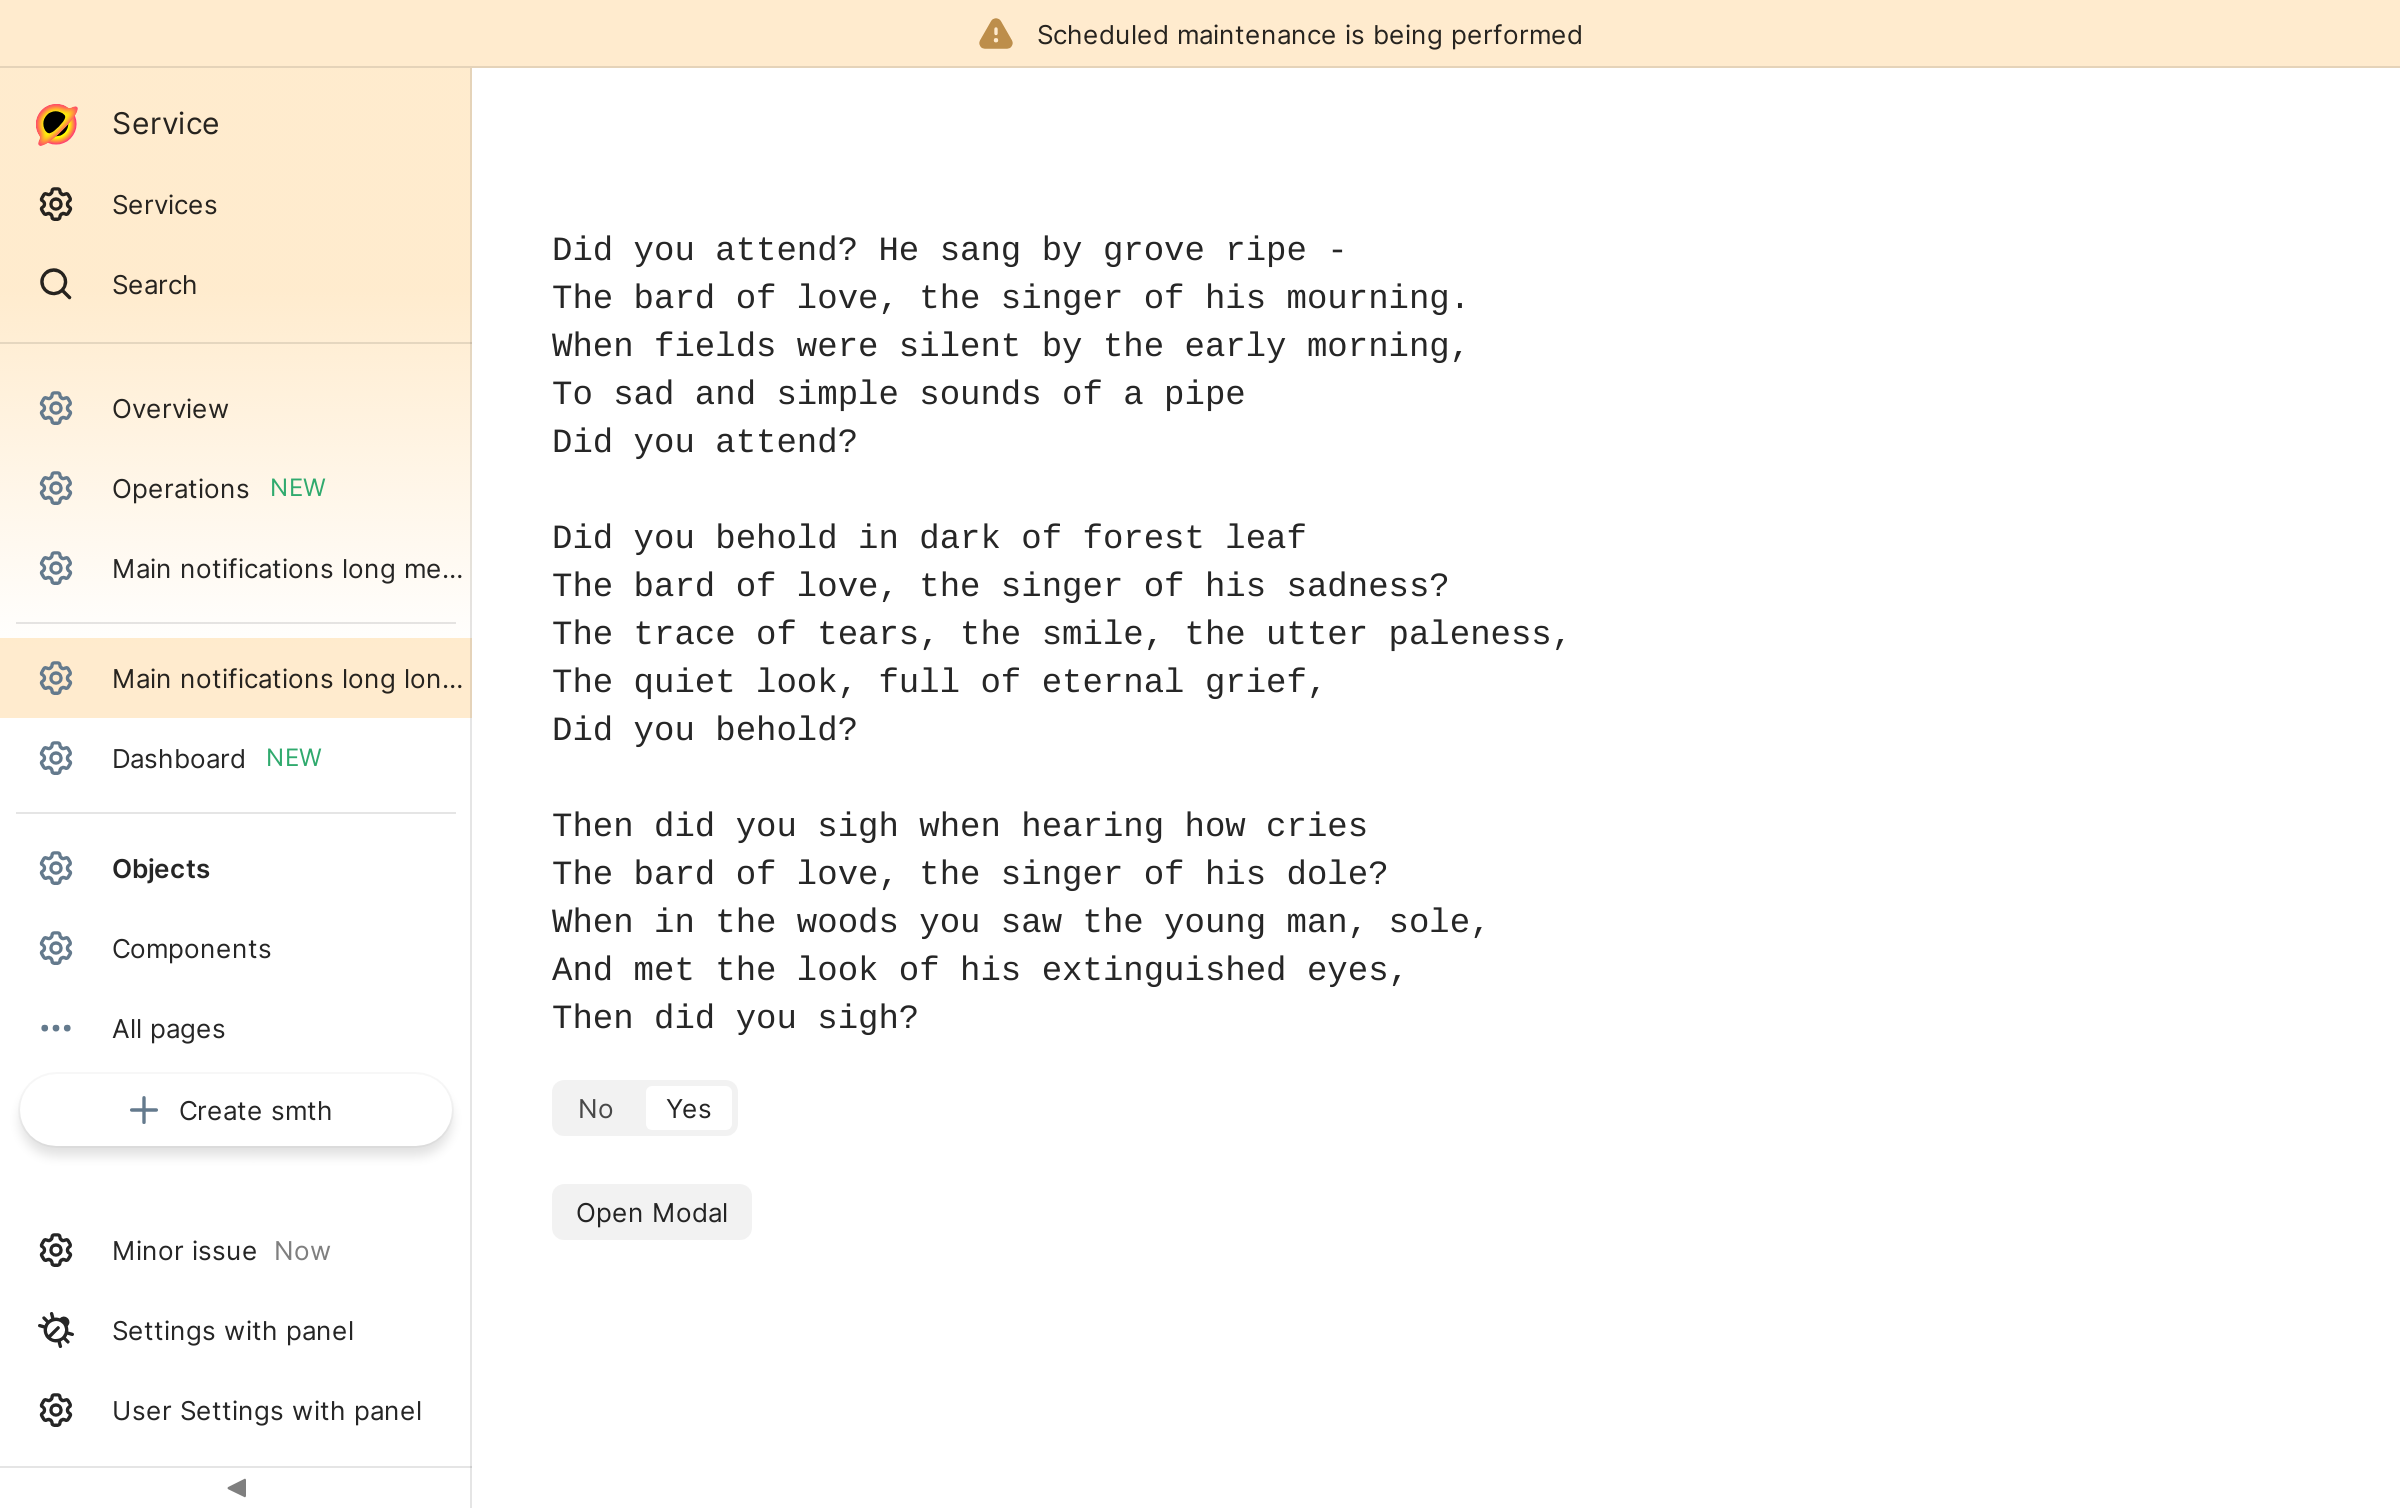 Scheduled maintenance is being performed
Service
Services
Search
Overview
Operations NEW
Main notifications long me...
Main notifications long lon...
Dashboard NEW
Objects
Components
All pages
Create smth
Minor issue Now
Settings with panel
User Settings with panel
Did you attend? He sang by grove ripe -
The bard of love, the singer of his mourning.
When fields were silent by the early morning,
To sad and simple sounds of a pipe
Did you attend?
Did you behold in dark of forest leaf
The bard of love, the singer of his sadness?
The trace of tears, the smile, the utter paleness,
The quiet look, full of eternal grief,
Did you behold?
Then did you sigh when hearing how cries
The bard of love, the singer of his dole?
When in the woods you saw the young man, sole,
And met the look of his extinguished eyes,
Then did you sigh?
No Yes
Open Modal